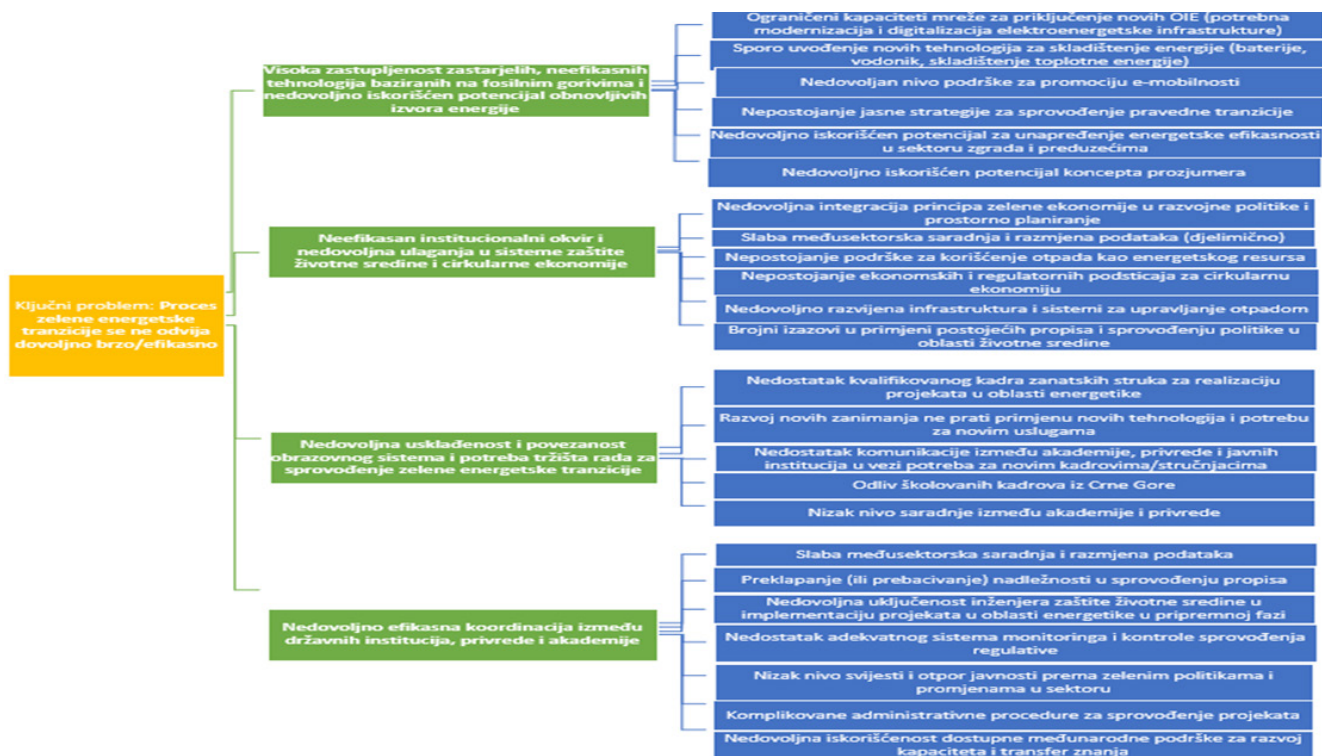 Ključni problem: Proces
zelene energetske
tranzicije se ne odvija
dovoljno brzo/efikasno
Visoka zastupljenost zastarjelih, neefikasnih
tehnologija baziranih na fosilnim gorivima i
nedovoljno iskorišćen potencijal obnovljivih
izvora energije
Ograničeni kapaciteti mreže za priključenje novih OIE (potrebna
modernizacija i digitalizacija elektroenergetske infrastrukture)
Sporo uvođenje novih tehnologija za skladištenje energije (baterije,
vodonik, skladištenje toplotne energije)
Nedovoljan nivo podrške za promociju e-mobilnosti
Nepostojanje jasne strategije za sprovođenje pravedne tranzicije
Nedovoljno iskorišćen potencijal za unapređenje energetske efikasnosti
u sektoru zgrada i preduzećima
Nedovoljno iskorišćen potencijal koncepta prozjumera
Neefikasan institucionalni okvir i
nedovoljna ulaganja u sisteme zaštite
životne sredine i cirkularne ekonomije
Nedovoljna integracija principa zelene ekonomije u razvojne politike i
prostorno planiranje
Slaba međusektorska saradnja i razmjena podataka (djelimično)
Nepostojanje podrške za korišćenje otpada kao energetskog resursa
Nepostojanje ekonomskih i regulatornih podsticaja za cirkularnu
ekonomiju
Nedovoljno razvijena infrastruktura i sistemi za upravljanje otpadom
Brojni izazovi u primjeni postojećih propisa i sprovođenju politike u
oblasti životne sredine
Nedovoljna usklađenost i povezanost
obrazovnog sistema i potreba tržišta rada za
sprovođenje zelene energetske tranzicije
Nedostatak kvalifikovanog kadra zanatskih struka za realizaciju
projekata u oblasti energetike
Razvoj novih zanimanja ne prati primjenu novih tehnologija i potrebu
za novim uslugama
Nedostatak komunikacije između akademije, privrede i javnih
institucija u vezi potreba za novim kadrovima/stručnjacima
Odliv školovanih kadrova iz Crne Gore
Nizak nivo saradnje između akademije i privrede
Nedovoljno efikasna koordinacija između
državnih institucija, privrede i akademije
Slaba međusektorska saradnja i razmjena podataka
Preklapanje (ili prebacivanje) nadležnosti u sprovođenju propisa
Nedovoljna uključenost inženjera zaštite životne sredine u
implementaciju projekata u oblasti energetike u pripremnoj fazi
Nedostatak adekvatnog sistema monitoringa i kontrole sprovođenja
regulative
Nizak nivo svijesti i otpor javnosti prema zelenim politikama i
promjenama u sektoru
Komplikovane administrativne procedure za sprovođenje projekata
Nedovoljna iskorišćenost dostupne međunarodne podrške za razvoj
kapaciteta i transfer znanja